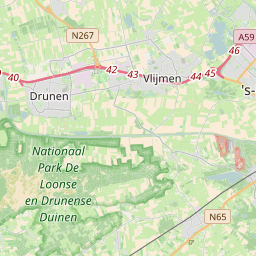 N267
A59
46
40
42
43
Vlijmen
44
45
Drunen
's-
Nationaal
Park De
Loonse
en Drunense
Duinen
N65